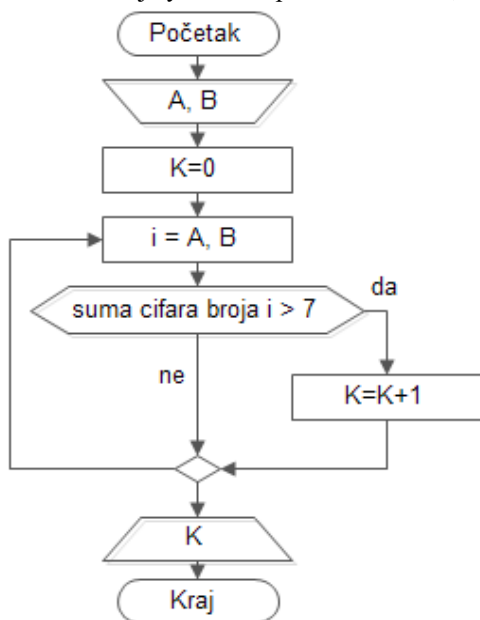 Početak
A, B
K=0
i = A, B
suma cifara broja i > 7
da
ne
K=K+1
K
Kraj